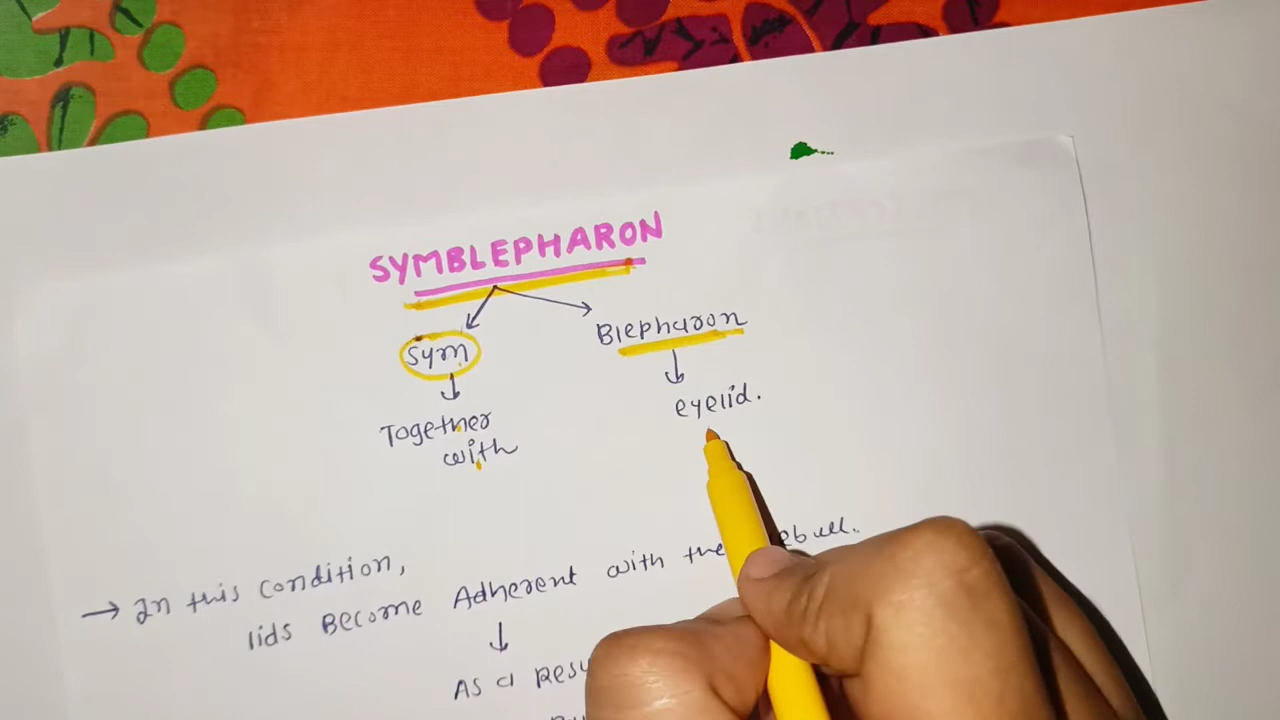 SYMBLEPHARON
Sym Blepharon
Together eyelid.
with
→ In this condition,
lids Become Adherent with the
As a